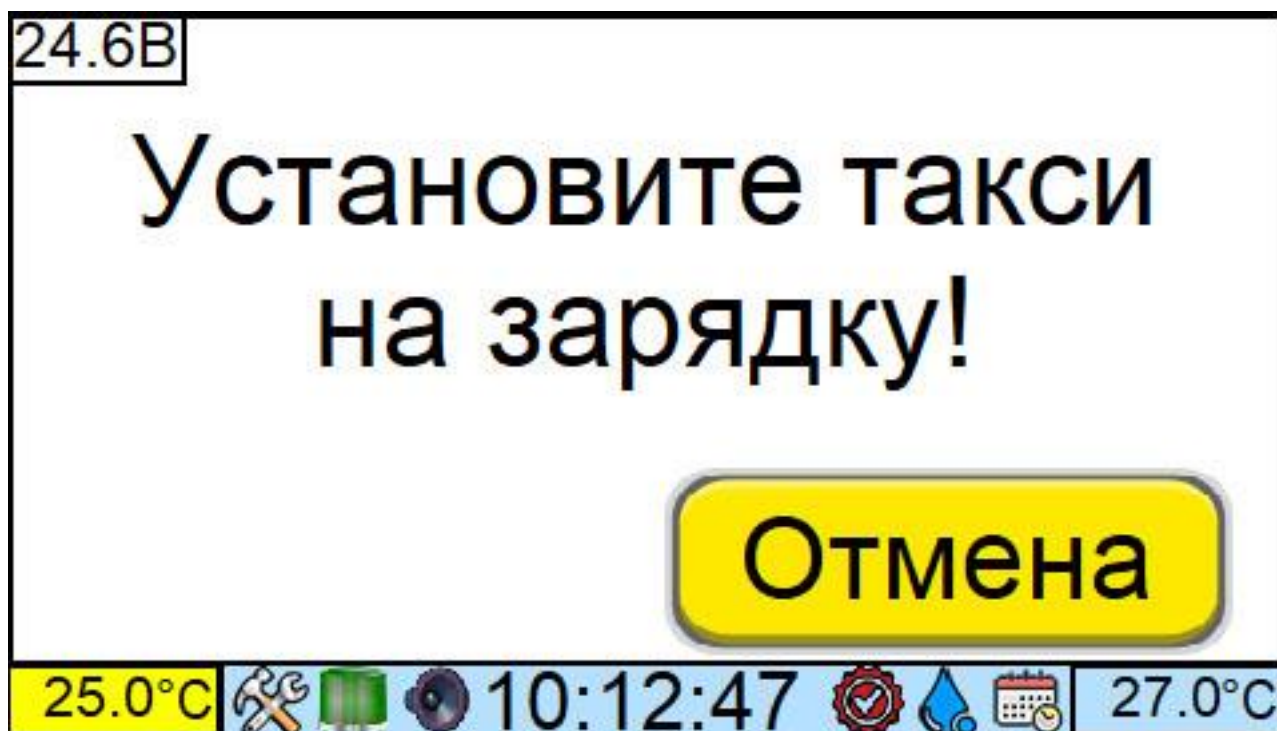 24.6В
Установите такси
на зарядку!
Отмена
25.0°C 10:12:47 27.0°C